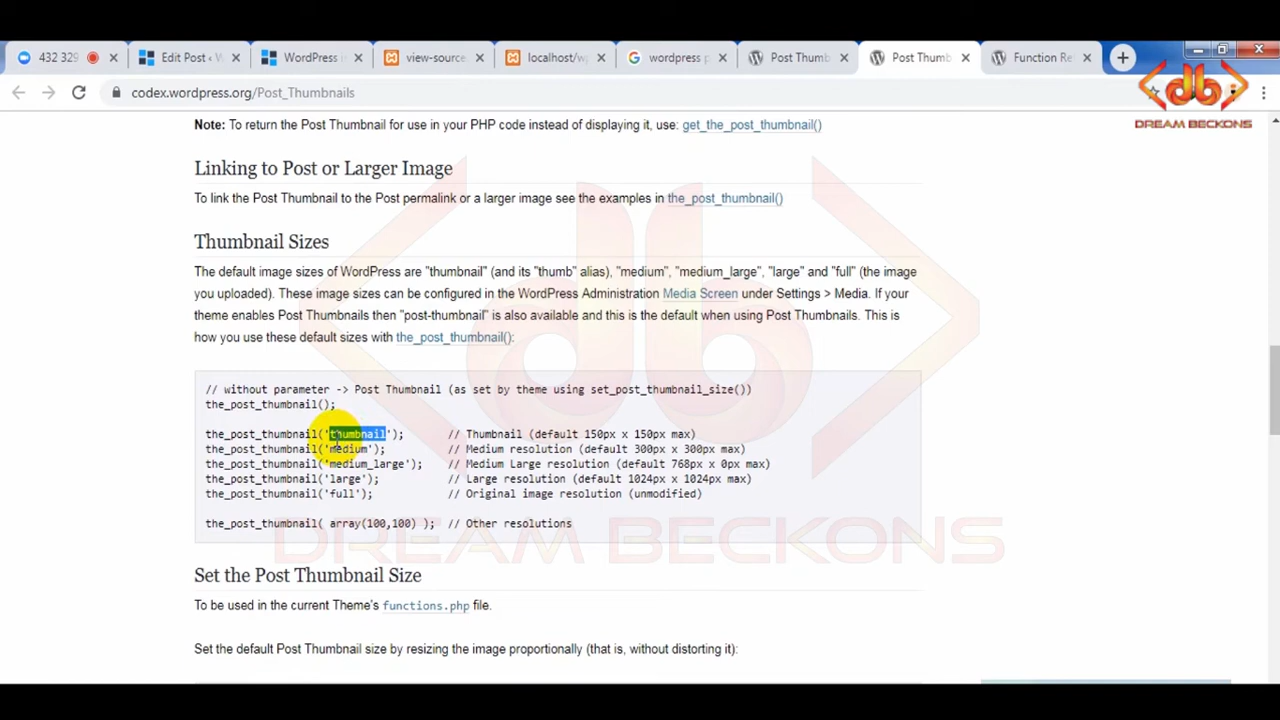 432 329
Edit Post ‹ W
WordPress i
view-source
localhost/w
wordpress p
Post Thumb
Post Thumb
Function Re
codex.wordpress.org/Post_Thumbnails
db
DREAM BECKONS
Note: To return the Post Thumbnail for use in your PHP code instead of displaying it, use: get_the_post_thumbnail()
Linking to Post or Larger Image
To link the Post Thumbnail to the Post permalink or a larger image see the examples in the_post_thumbnail()
Thumbnail Sizes
The default image sizes of WordPress are "thumbnail" (and its "thumb" alias), "medium", "medium_large", "large" and "full" (the image
you uploaded). These image sizes can be configured in the WordPress Administration Media Screen under Settings > Media. If your
theme enables Post Thumbnails then "post-thumbnail" is also available and this is the default when using Post Thumbnails. This is
how you use these default sizes with the_post_thumbnail():
// without parameter -> Post Thumbnail (as set by theme using set_post_thumbnail_size())
the_post_thumbnail();
the_post_thumbnail('thumbnail'); // Thumbnail (default 150px x 150px max)
the_post_thumbnail('medium'); // Medium resolution (default 300px x 300px max)
the_post_thumbnail('medium_large'); // Medium Large resolution (default 768px x 0px max)
the_post_thumbnail('large'); // Large resolution (default 1024px x 1024px max)
the_post_thumbnail('full'); // Original image resolution (unmodified)
the_post_thumbnail( array(100,100) ); // Other resolutions
DREAM BECKONS
Set the Post Thumbnail Size
To be used in the current Theme's functions.php file.
Set the default Post Thumbnail size by resizing the image proportionally (that is, without distorting it):